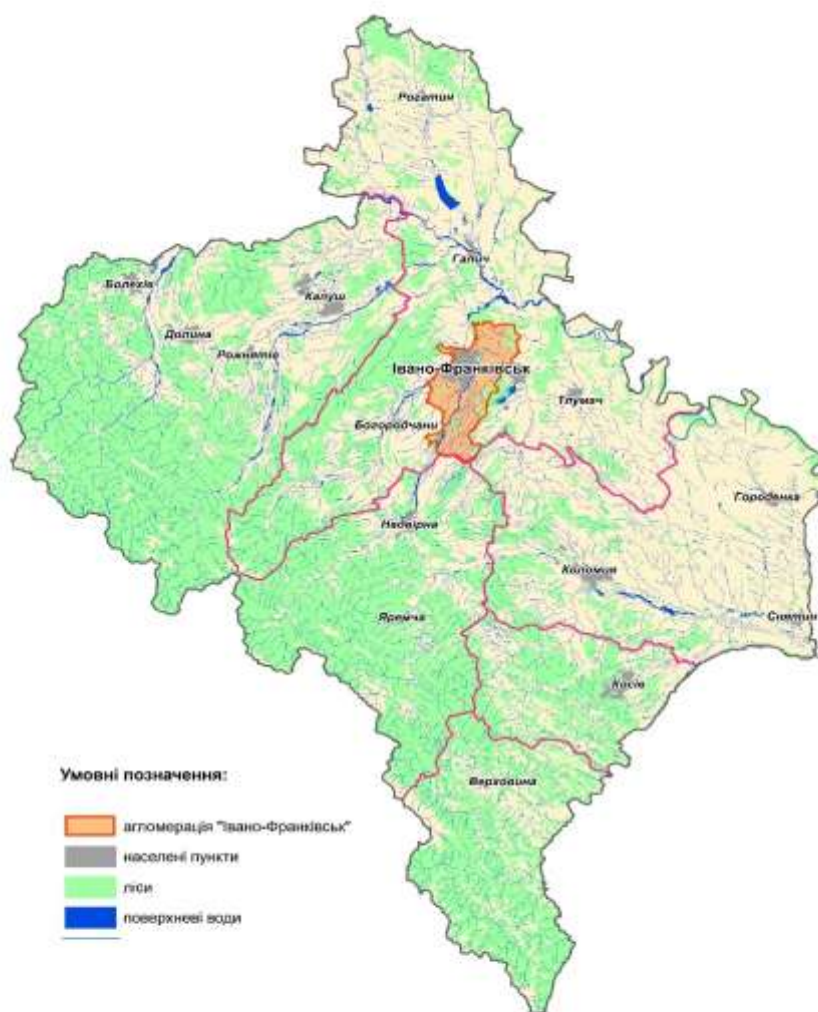 Рогатин
Галич
Болехів
Калуш
Долина
Рожнятів
Івано-Франківськ
Тлумач
Богородчани
Городенка
Надвірна
Коломия
Снятин
Яремча
Косів
Верховина
Умовні позначення:
агломерація "Івано-Франківськ"
населені пункти
ліси
поверхневі води